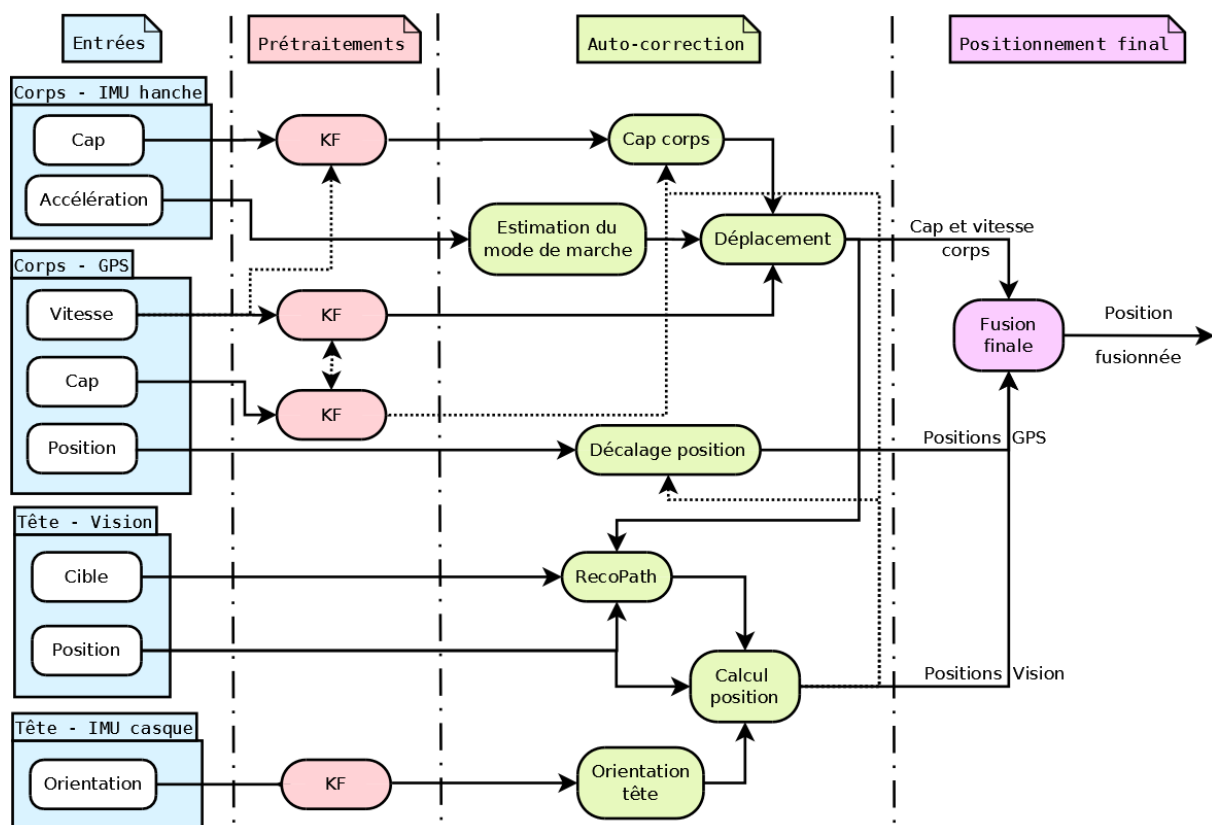 Entrées
Prétraitements
Auto-correction
Positionnement final
Corps - IMU hanche
Cap
KF
Cap corps
Accélération
Estimation du
mode de marche
Déplacement
Cap et vitesse
corps
Corps - GPS
Vitesse
KF
Fusion
finale
Position
fusionnée
Cap
KF
Position
Décalage position
Positions GPS
Tête - Vision
Cible
RecoPath
Position
Calcul
position
Positions Vision
Tête - IMU casque
Orientation
KF
Orientation
tête